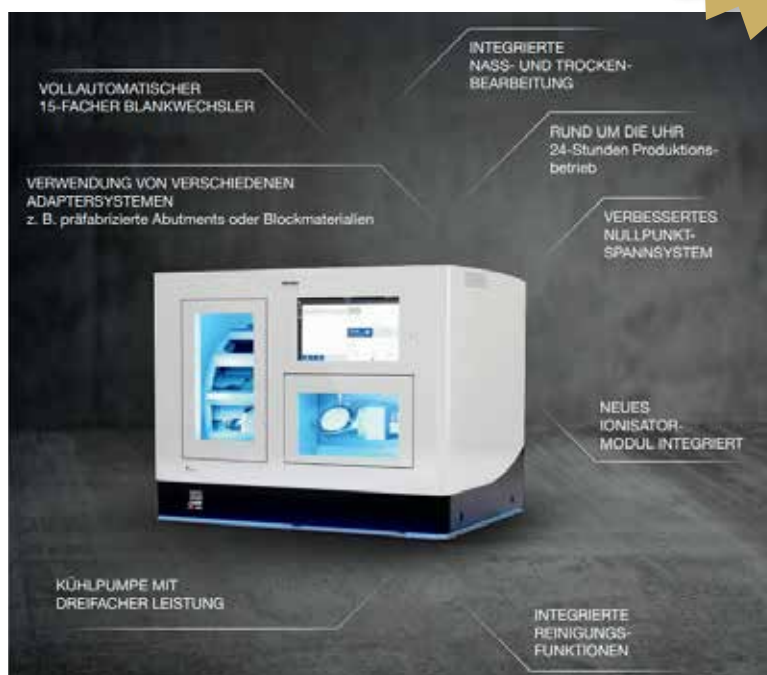 INTEGRIERTE
NASS- UND TROCKEN-
BEARBEITUNG
VOLLAUTOMATISCHER
15-FACHER BLANKWECHSLER
RUND UM DIE UHR
24-Stunden Produktions-
betrieb
VERWENDUNG VON VERSCHIEDENEN
ADAPTERSYSTEMEN
z. B. präfabrizierte Abutments oder Blockmaterialien
VERBESSERTES
NULLPUNKT-
SPANNSYSTEM
NEUES
IONISATOR-
MODUL INTEGRIERT
KÜHLPUMPE MIT
DREIFACHER LEISTUNG
INTEGRIERTE
REINIGUNGS-
FUNKTIONEN